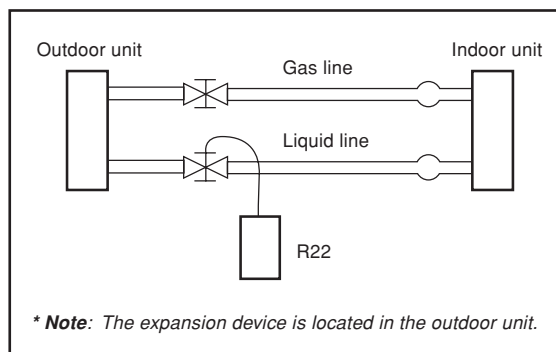 Outdoor unit
Indoor unit
Gas line
Liquid line
R22
* Note: The expansion device is located in the outdoor unit.